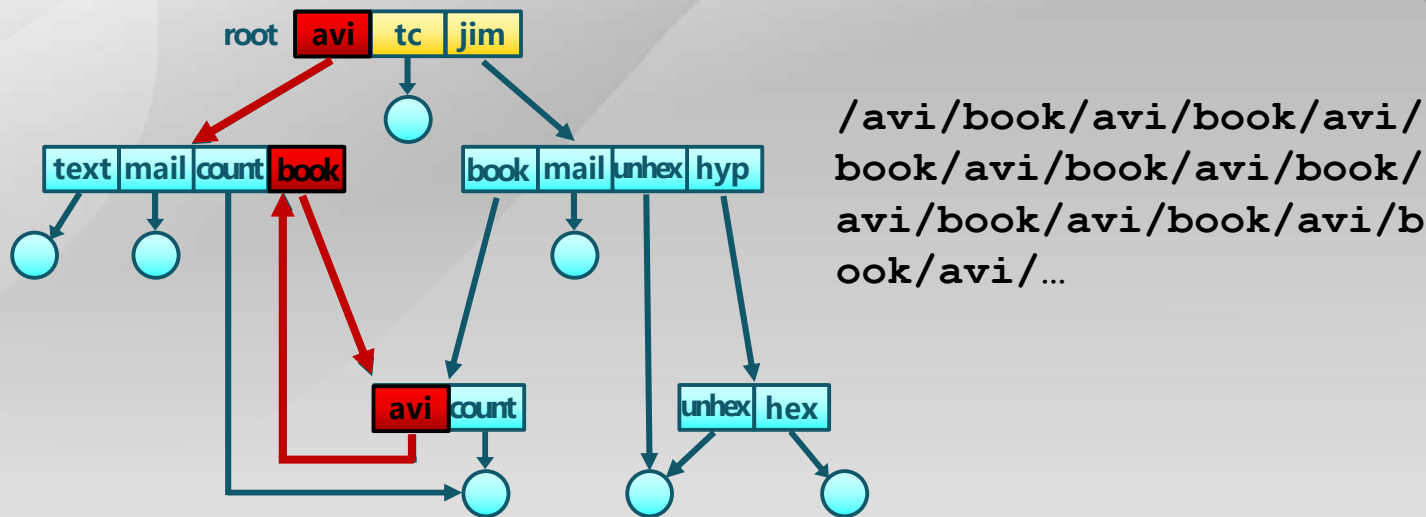 root avi tc jim
/avi/book/avi/book/avi/
book/avi/book/avi/book/
avi/book/avi/book/avi/b
ook/avi/…
text mail count book
book mail unhex hyp
avi count
unhex hex